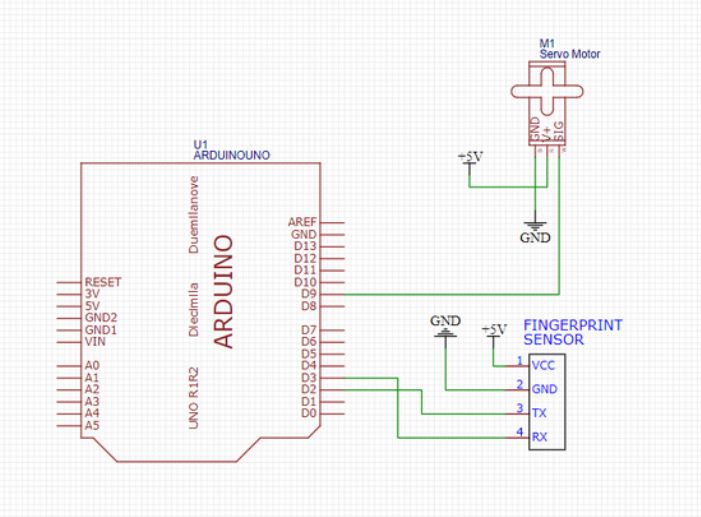 M1
Servo Motor
GND
V+
SIG
+5V
GND
U1
ARDUINOUNO
Duemilanove
Diecimila
UNO R1R2
ARDUINO
RESET
3V
5V
GND2
GND1
VIN
A0
A1
A2
A3
A4
A5
AREF
GND
D13
D12
D11
D10
D9
D8
D7
D6
D5
D4
D3
D2
D1
D0
GND
+5V
FINGERPRINT
SENSOR
1 VCC
2 GND
3 TX
4 RX